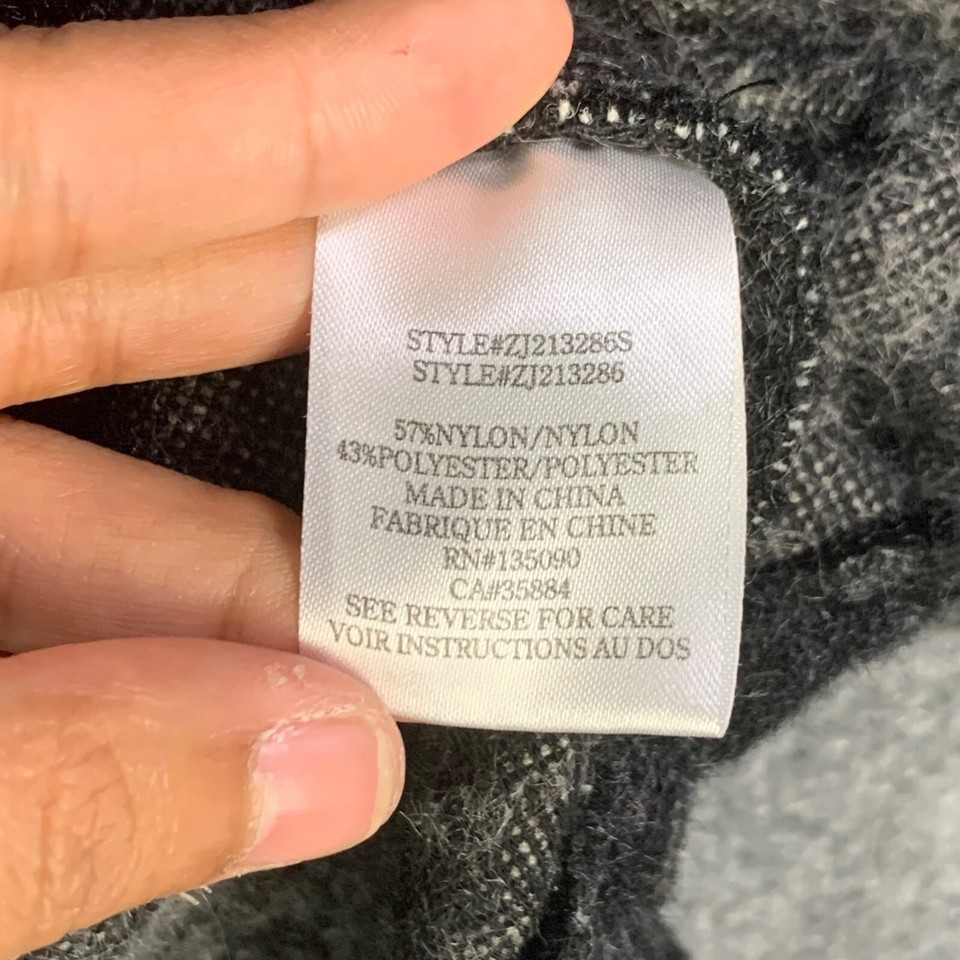 STYLE#ZJ213286S
STYLE#ZJ213286
57%NYLON/NYLON
43%POLYESTER/POLYESTER
MADE IN CHINA
FABRIQUE EN CHINE
RN#135090
CA#35884
SEE REVERSE FOR CARE
VOIR INSTRUCTIONS AU DOS